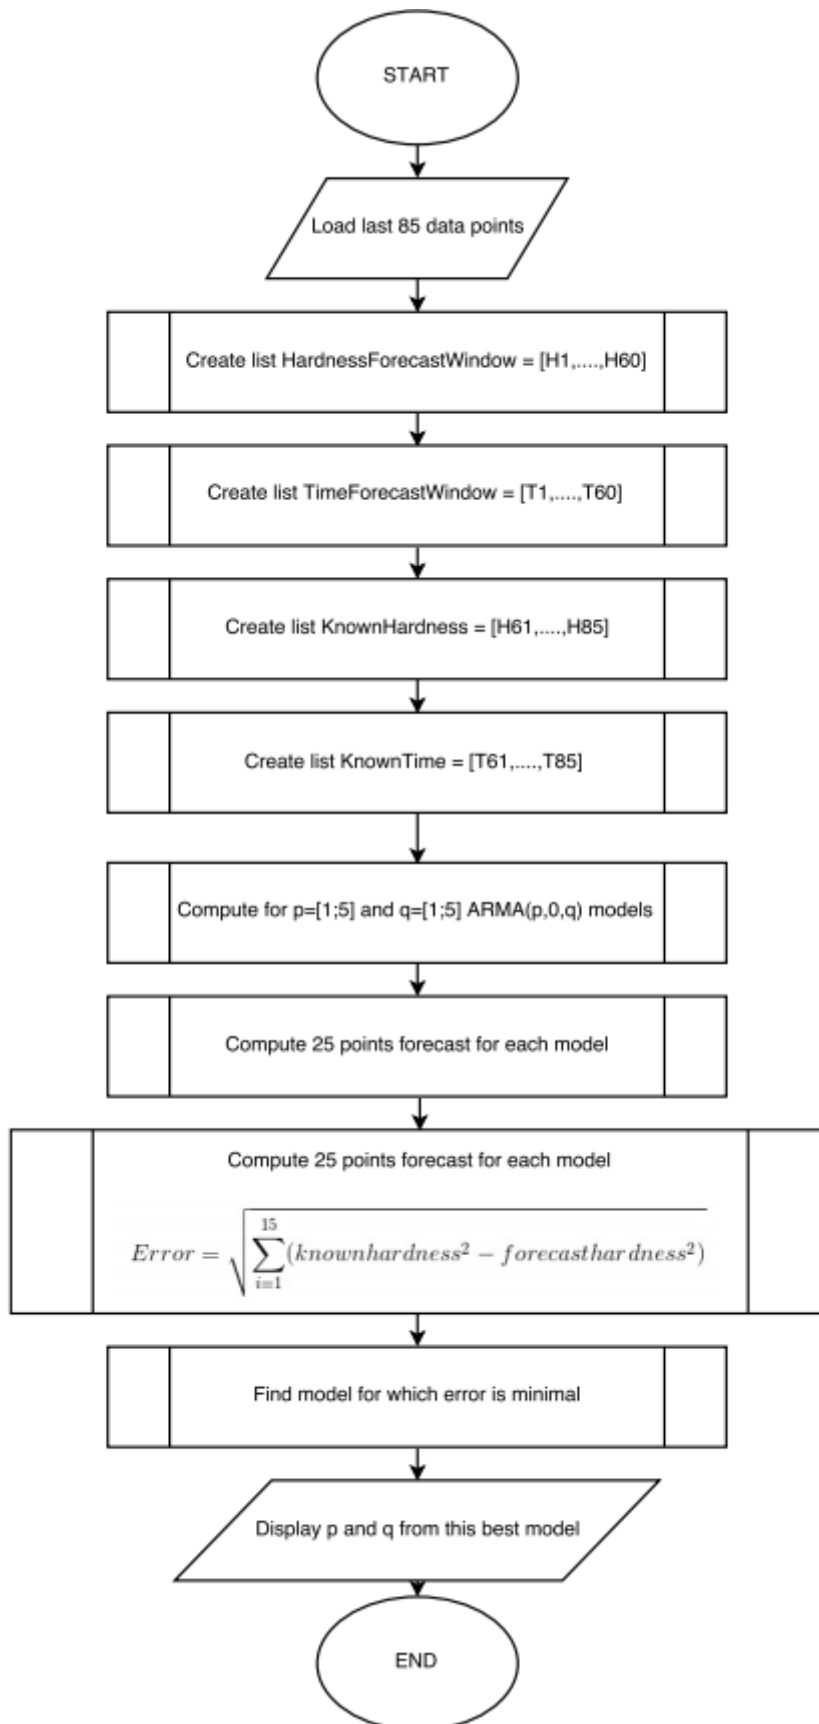 START
Load last 85 data points
Create list HardnessForecastWindow = [H1,....,H60]
Create list TimeForecastWindow = [T1,....,T60]
Create list KnownHardness = [H61,....,H85]
Create list KnownTime = [T61,....,T85]
Compute for p=[1;5] and q=[1;5] ARMA(p,0,q) models
Compute 25 points forecast for each model
Compute 25 points forecast for each model
Error = √∑_{i=1}^{15}(knownhardness² − forecasthardness²)
Find model for which error is minimal
Display p and q from this best model
END